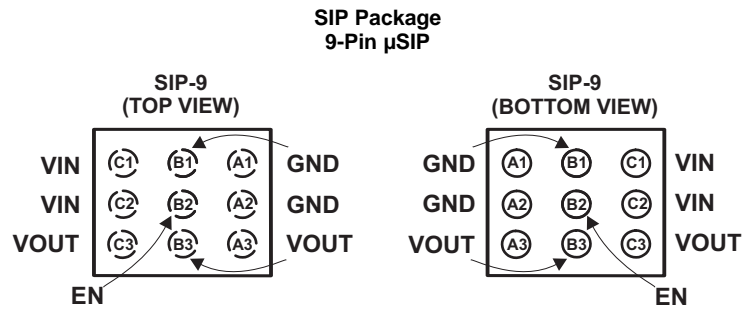 SIP Package
9-Pin µSIP
SIP-9
(TOP VIEW)
VIN C1 B1 A1 GND
VIN C2 B2 A2 GND
VOUT C3 B3 A3 VOUT
EN
SIP-9
(BOTTOM VIEW)
GND A1 B1 C1 VIN
GND A2 B2 C2 VIN
VOUT A3 B3 C3 VOUT
EN